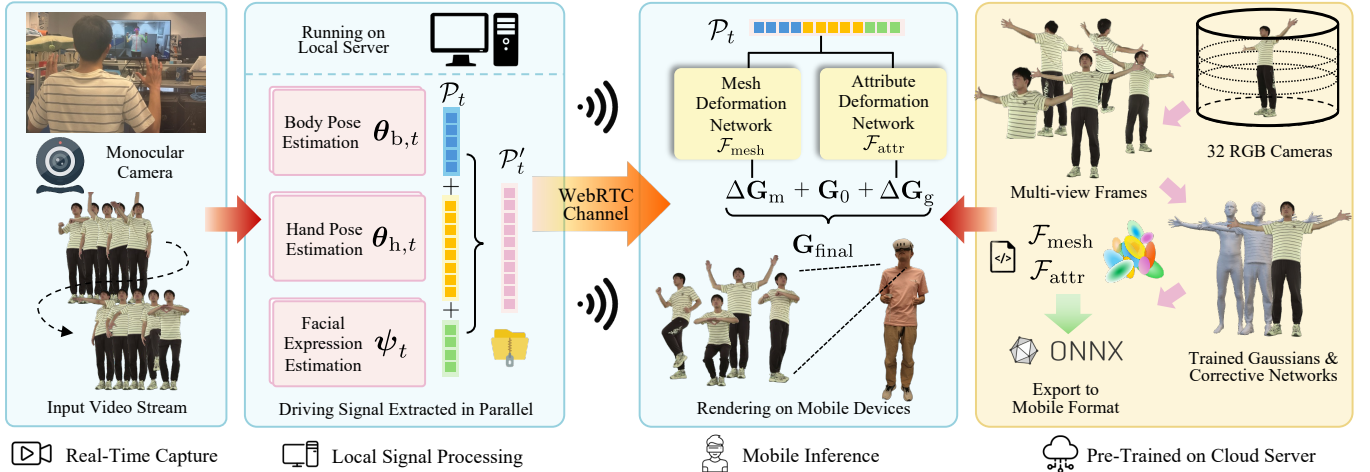 Monocular
Camera
Input Video Stream
Real-Time Capture
Running on
Local Server
Body Pose
Estimation
𝜽b,t
Hand Pose
Estimation
𝜽h,t
Facial
Expression
Estimation
𝝍t
𝒫t
+
+
𝒫′t
Driving Signal Extracted in Parallel
Local Signal Processing
WebRTC
Channel
𝒫t
Mesh
Deformation
Network
ℱmesh
Attribute
Deformation
Network
ℱattr
Δ𝐆m + 𝐆0 + Δ𝐆g
𝐆final
Rendering on Mobile Devices
Mobile Inference
32 RGB Cameras
Multi-view Frames
</>
ℱmesh
ℱattr
ONNX
Export to
Mobile Format
Trained Gaussians &
Corrective Networks
Pre-Trained on Cloud Server